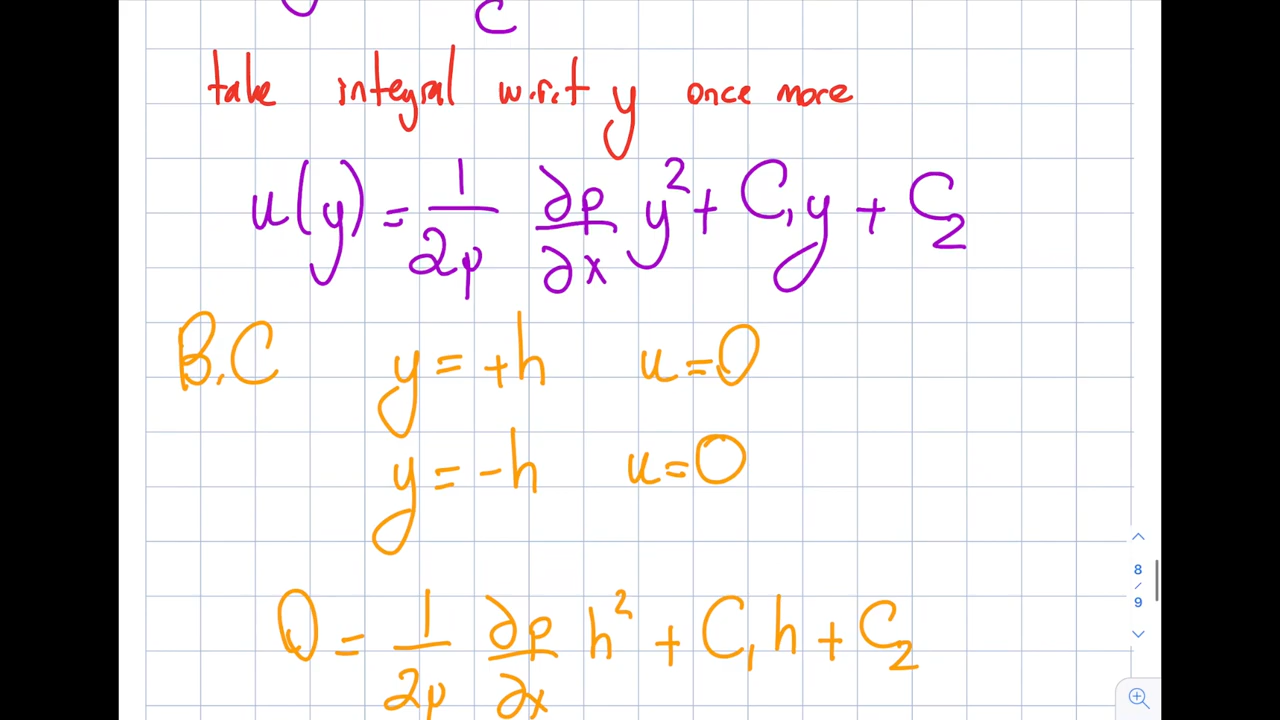 C
take integral w.r.t y once more
u(y) = 1/2μ ∂p/∂x y² + C₁y + C₂
B.C y = +h u = 0
y = -h u = 0
0 = 1/2μ ∂p/∂x h² + C₁h + C₂
8
/
9